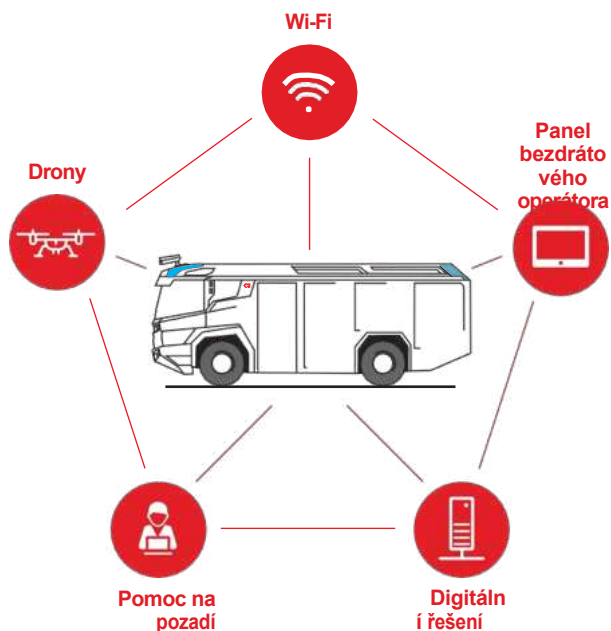 Wi-Fi
Panel
bezdráto
vého
operátora
Drony
Pomoc na
pozadí
Digitáln
í řešení